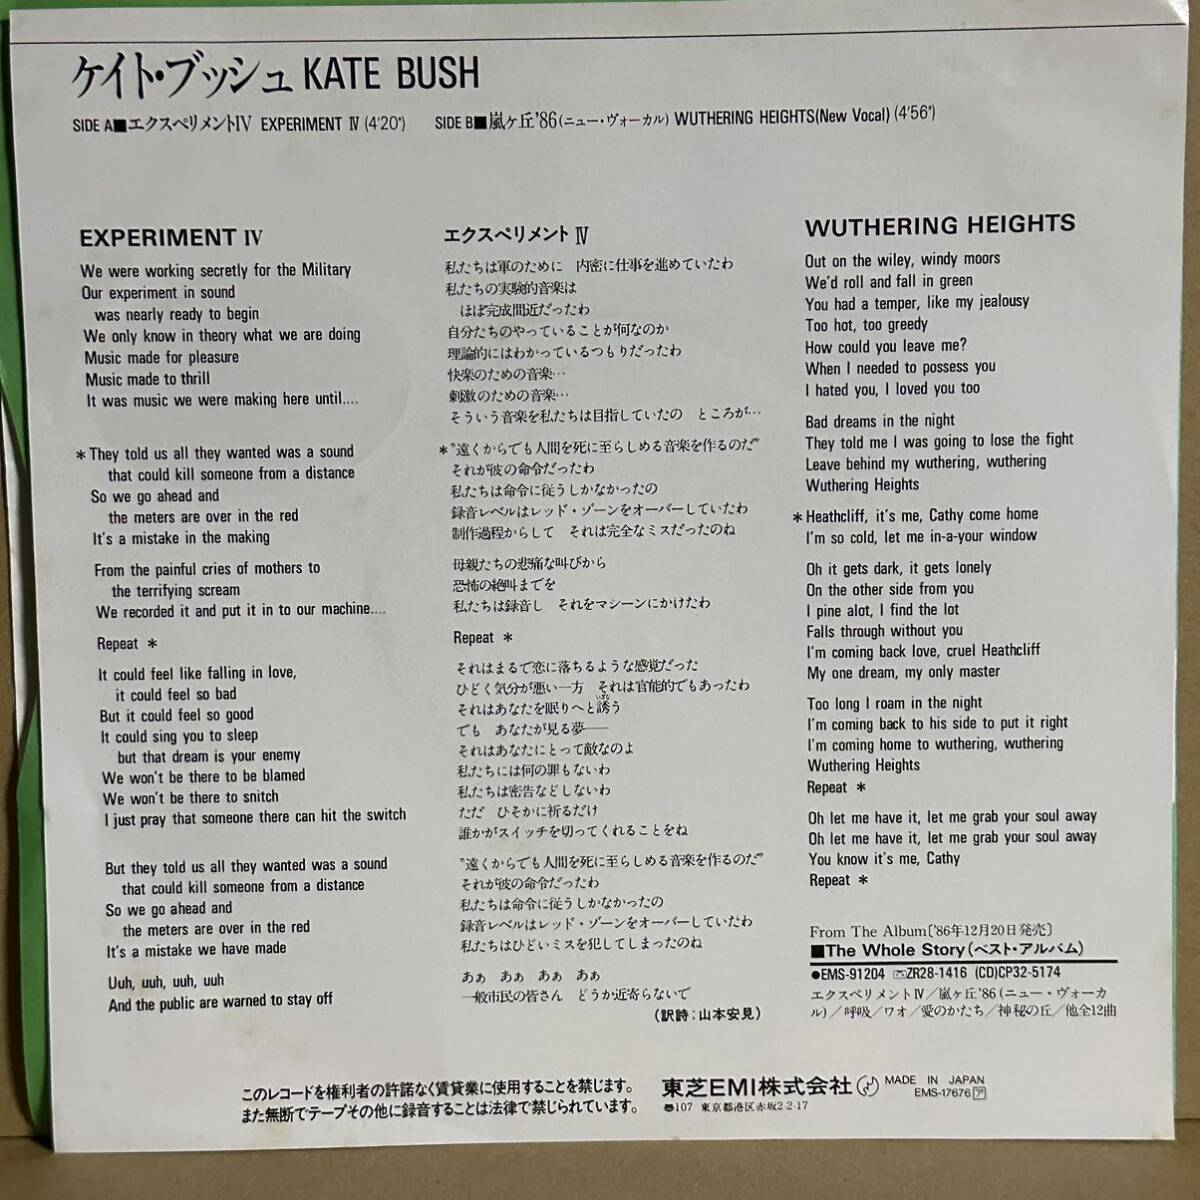 ケイト・ブッシュ KATE BUSH
SIDE A■エクスペリメントIV EXPERIMENT IV (4'20") SIDE B■嵐ヶ丘'86(ニュー・ヴォーカル) WUTHERING HEIGHTS(New Vocal) (4'56")
EXPERIMENT IV
We were working secretly for the Military
Our experiment in sound
was nearly ready to begin
We only know in theory what we are doing
Music made for pleasure
Music made to thrill
It was music we were making here until....
*They told us all they wanted was a sound
that could kill someone from a distance
So we go ahead and
the meters are over in the red
It's a mistake in the making
From the painful cries of mothers to
the terrifying scream
We recorded it and put it in to our machine....
Repeat *
It could feel like falling in love,
it could feel so bad
But it could feel so good
It could sing you to sleep
but that dream is your enemy
We won't be there to be blamed
We won't be there to snitch
I just pray that someone there can hit the switch
But they told us all they wanted was a sound
that could kill someone from a distance
So we go ahead and
the meters are over in the red
It's a mistake we have made
Uuh, uuh, uuh, uuh
And the public are warned to stay off
エクスペリメント IV
私たちは軍のために 内密に仕事を進めていたわ
私たちの実験的音楽は
ほぼ完成間近だったわ
自分たちのやっていることが何なのか
理論的にはわかっているつもりだったわ
快楽のための音楽…
刺激のための音楽…
そういう音楽を私たちは目指していたの ところが…
*"遠くからでも人間を死に至らしめる音楽を作るのだ"
それが彼の命令だったわ
私たちは命令に従うしかなかったの
録音レベルはレッド・ゾーンをオーバーしていたわ
制作過程からして それは完全なミスだったのね
母親たちの悲痛な叫びから
恐怖の絶叫までを
私たちは録音し それをマシーンにかけたわ
Repeat *
それはまるで恋に落ちるような感覚だった
ひどく気分が悪い一方 それは官能的でもあったわ
それはあなたを眠りへと誘う
でも あなたが見る夢――
それはあなたにとって敵なのよ
私たちには何の罪もないわ
私たちは密告などしないわ
ただ ひそかに祈るだけ
誰かがスイッチを切ってくれることをね
"遠くからでも人間を死に至らしめる音楽を作るのだ"
それが彼の命令だったわ
私たちは命令に従うしかなかったの
録音レベルはレッド・ゾーンをオーバーしていたわ
私たちはひどいミスを犯してしまったのね
あぁ あぁ あぁ あぁ
一般市民の皆さん どうか近寄らないで
(訳詩:山本安見)
WUTHERING HEIGHTS
Out on the wiley, windy moors
We'd roll and fall in green
You had a temper, like my jealousy
Too hot, too greedy
How could you leave me?
When I needed to possess you
I hated you, I loved you too
Bad dreams in the night
They told me I was going to lose the fight
Leave behind my wuthering, wuthering
Wuthering Heights
*Heathcliff, it's me, Cathy come home
I'm so cold, let me in-a-your window
Oh it gets dark, it gets lonely
On the other side from you
I pine alot, I find the lot
Falls through without you
I'm coming back love, cruel Heathcliff
My one dream, my only master
Too long I roam in the night
I'm coming back to his side to put it right
I'm coming home to wuthering, wuthering
Wuthering Heights
Repeat *
Oh let me have it, let me grab your soul away
Oh let me have it, let me grab your soul away
You know it's me, Cathy
Repeat *
From The Album['86年12月20日発売]
■The Whole Story(ベスト・アルバム)
●EMS-91204 ZR28-1416 (CD)CP32-5174
エクスペリメントIV/嵐ヶ丘'86(ニュー・ヴォーカ
ル)/呼吸/ワオ/愛のかたち/神秘の丘/他全12曲
このレコードを権利者の許諾なく賃貸業に使用することを禁じます。
また無断でテープその他に録音することは法律で禁じられています。
東芝EMI株式会社 MADE IN JAPAN
EMS-17676 ア
〒107 東京都港区赤坂2-2-17